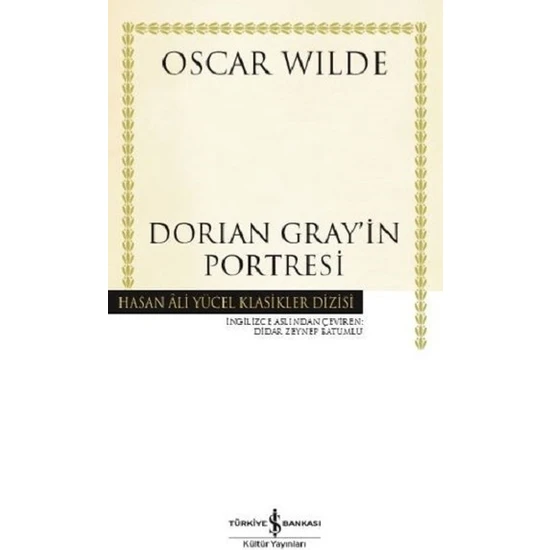 OSCAR WILDE
DORIAN GRAY'İN
PORTRESİ
HASAN ÂLİ YÜCEL KLASİKLER DİZİSİ
İNGİLİZCE ASLINDAN ÇEVİREN:
DİDAR ZEYNEP BATUMLU
TÜRKİYE İŞ BANKASI
Kültür Yayınları